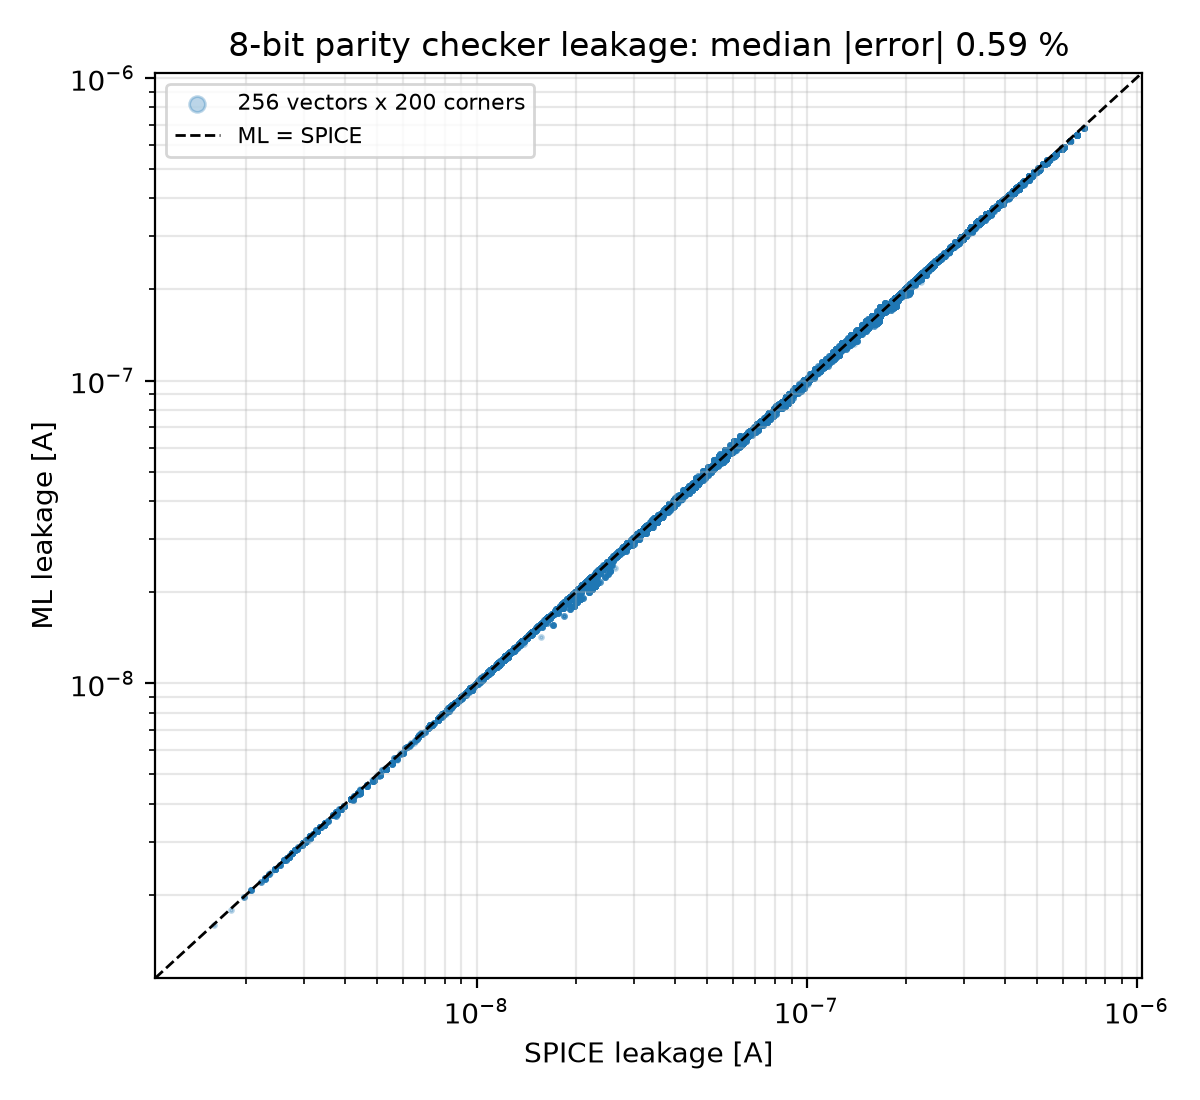 8-bit parity checker leakage: median |error| 0.59 %
256 vectors x 200 corners
ML = SPICE
10⁻⁶
10⁻⁷
10⁻⁸
ML leakage [A]
10⁻⁸ 10⁻⁷ 10⁻⁶
SPICE leakage [A]